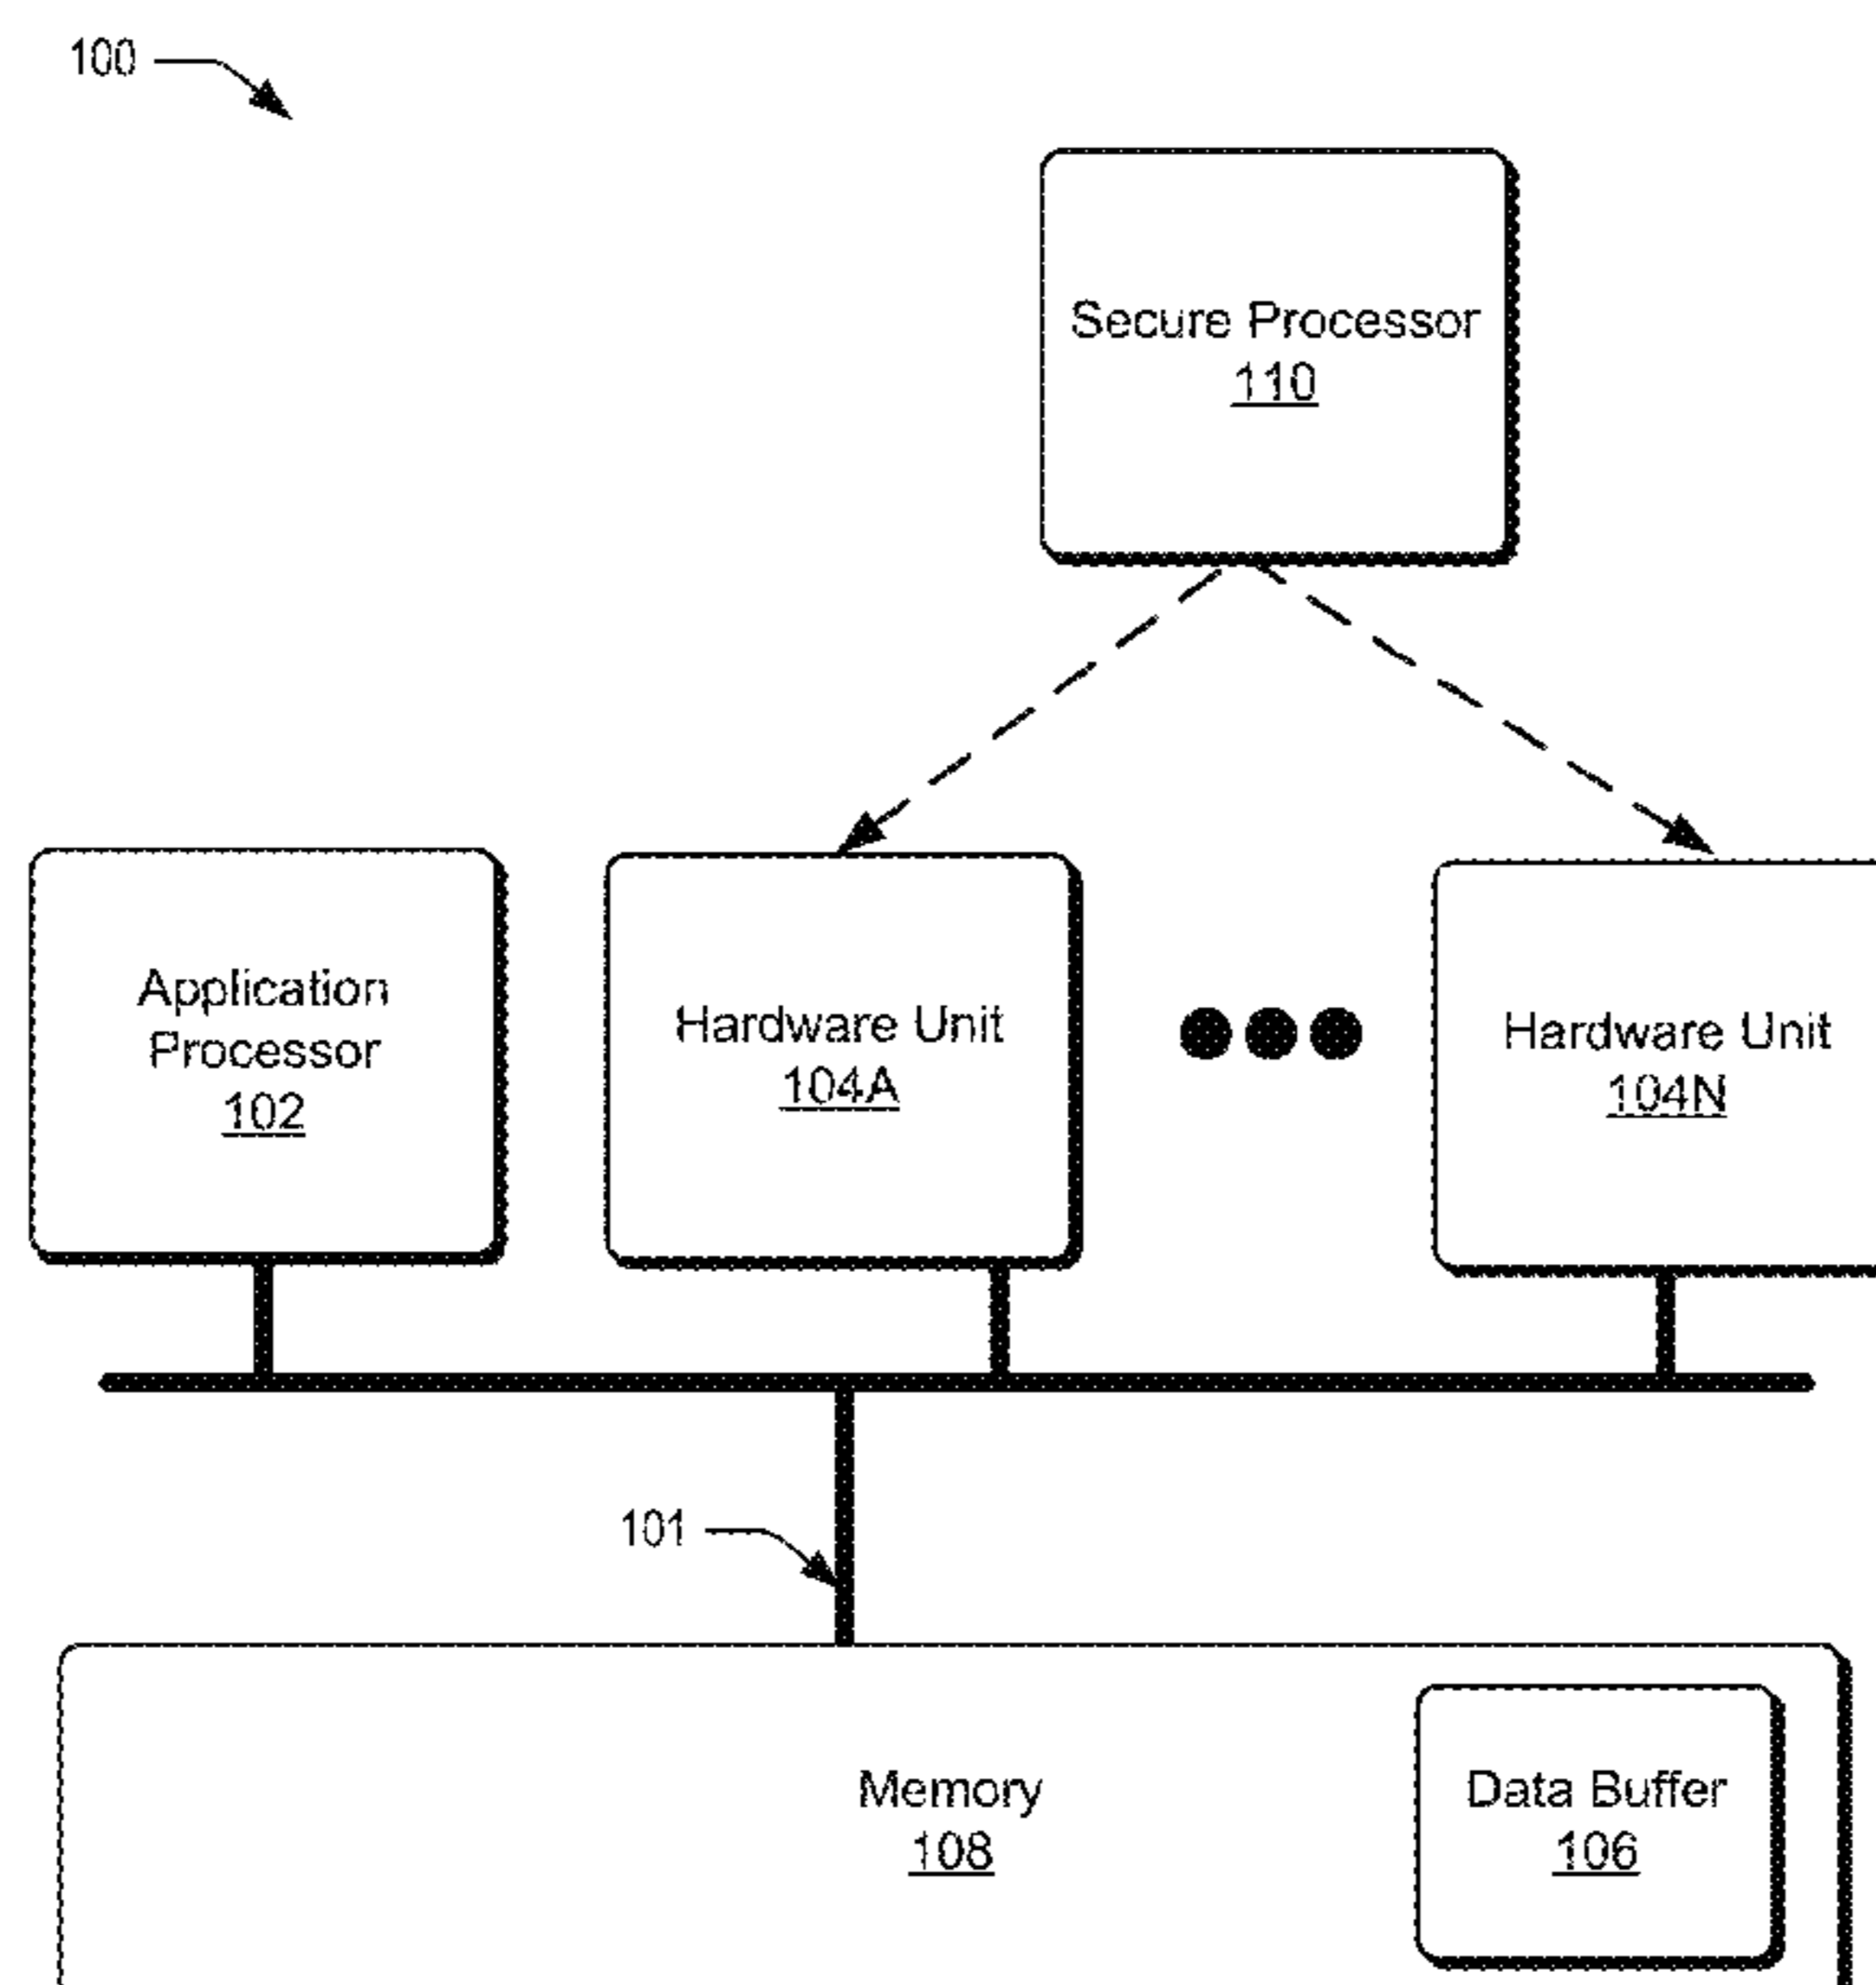 100
Secure Processor
110
Application
Processor
102
Hardware Unit
104A
Hardware Unit
104N
101
Memory
108
Data Buffer
106